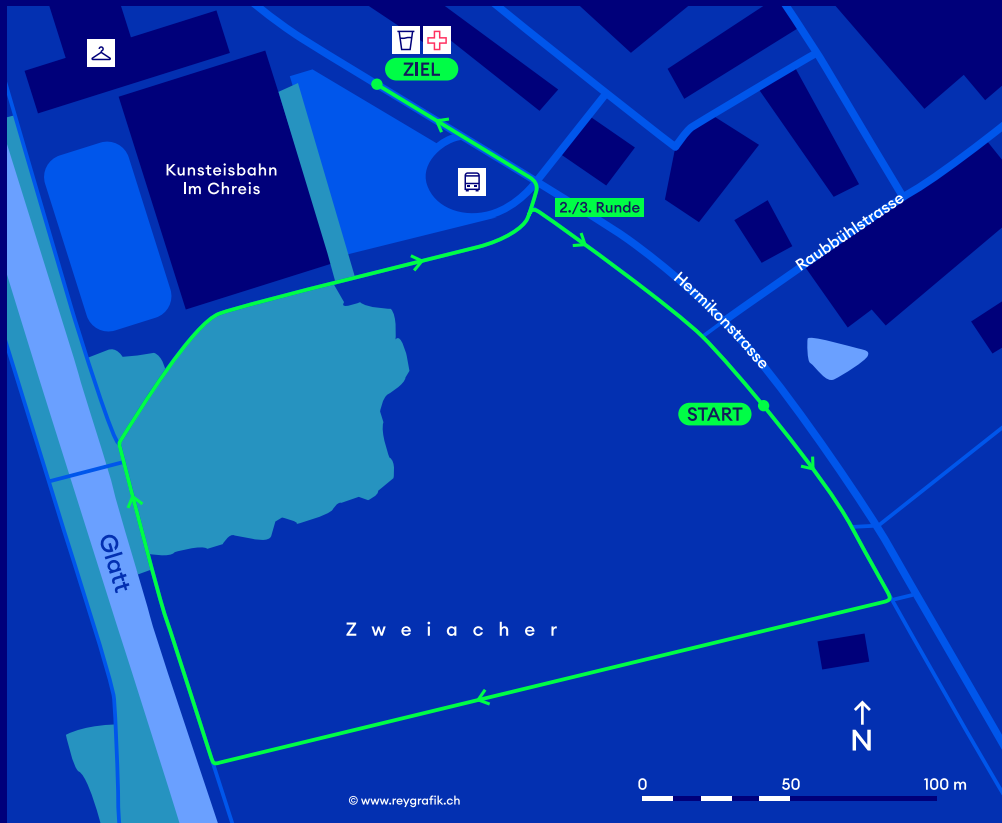 ZIEL
Kunsteisbahn
Im Chreis
2./3. Runde
Raubbühlstrasse
Hermikonstrasse
START
Glatt
Zweiacher
N
0 50 100 m
© www.reygrafik.ch